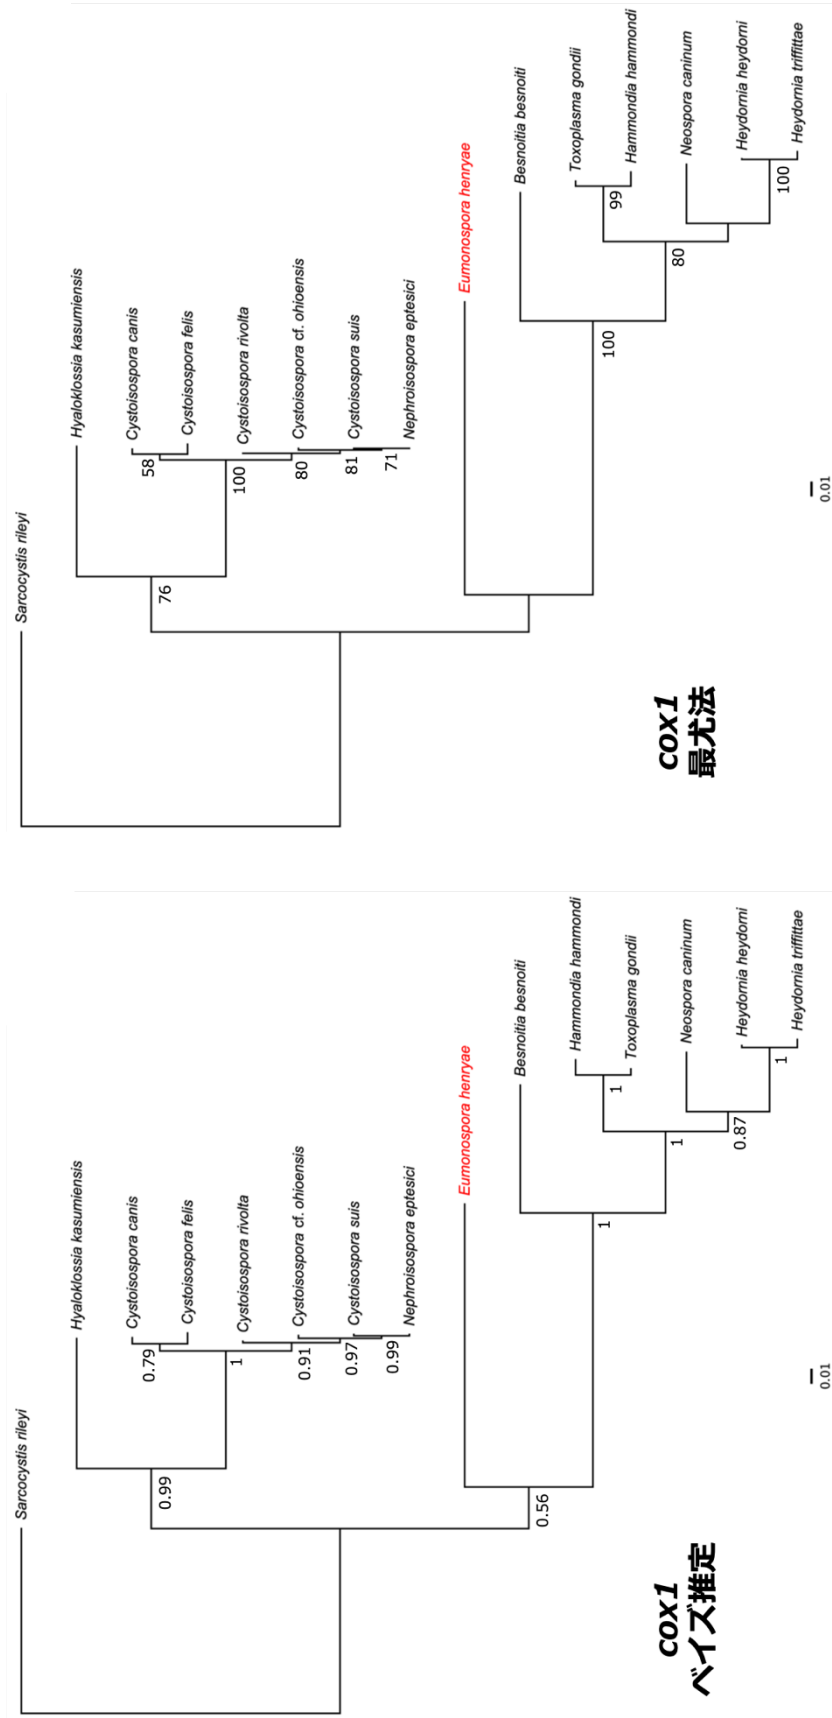 cox1
ベイズ推定
Sarcocystis rileyi
Hyaloklossia kasumiensis
Cystoisospora canis
Cystoisospora felis
Cystoisospora rivolta
Cystoisospora cf. ohioensis
Cystoisospora suis
Nephroisospora eptesici
Eumonospora henryae
Besnoitia besnoiti
Hammondia hammondi
Toxoplasma gondii
Neospora caninum
Heydornia heydorni
Heydornia triffittae
0.99
0.79
1
0.91
0.97
0.99
0.56
1
1
1
0.87
1
0.01
cox1
最尤法
Sarcocystis rileyi
Hyaloklossia kasumiensis
Cystoisospora canis
Cystoisospora felis
Cystoisospora rivolta
Cystoisospora cf. ohioensis
Cystoisospora suis
Nephroisospora eptesici
Eumonospora henryae
Besnoitia besnoiti
Toxoplasma gondii
Hammondia hammondi
Neospora caninum
Heydornia heydorni
Heydornia triffittae
76
58
100
80
81
71
100
99
80
100
0.01